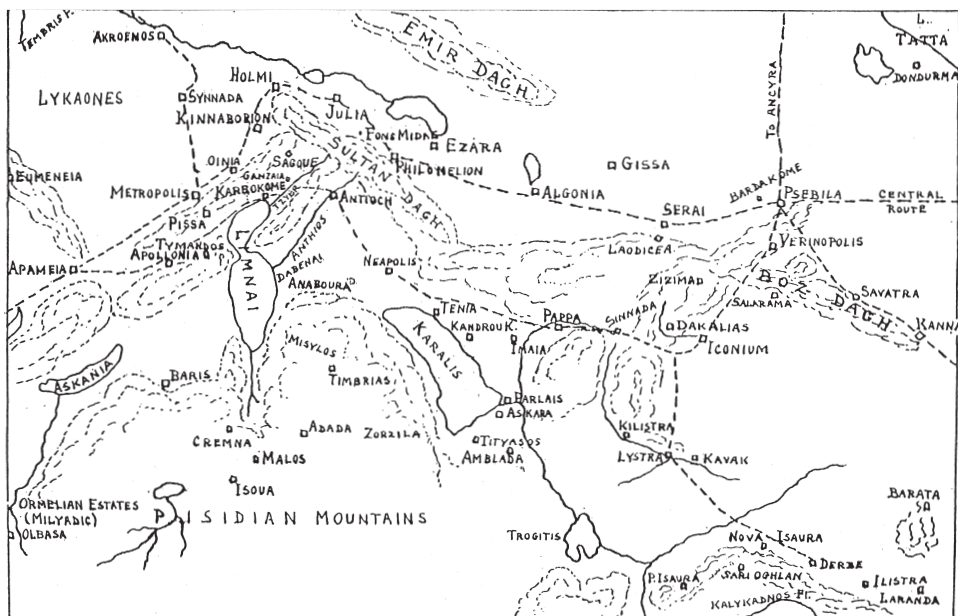 TEMBRIS F.
AKROENOS
EMIR DAGH
L.
TATTA
DONDURMA
LYKAONES
SYNNADA
HOLMI
JULIA
KINNABORION
FONS MIDAE
EZARA
SULTAN DAGH
PHILOMELION
GISSA
TO ANCYRA
EUMENEIA
OINIA
SAGOUE
GANZAIA
KARBOKOME
METROPOLIS
PISSA
ANTIOCH
ALGONIA
BARDAKOME
PSEBILA
CENTRAL
ROUTE
SERAI
LAODICEA
VERINOPOLIS
TYMANDOS
APOLLONIA
APAMEIA
LIMNAI
ANTHIOS
DABENAI
ANABOURA
NEAPOLIS
ZIZIMA
BOZ DAGH
SALARAMA
SAVATRA
KANNA
TENIA
KANDROUK.
PAPPA
SINNADA
DAKALIAS
ICONIUM
IMAIA
KARALIS
MISYLOS
TIMBRIAS
ASKANIA
BARIS
PARLAIS
ASKARA
CREMNA
ADADA
ZORZILA
TITYASOS
AMBLADA
KILISTRA
LYSTRA
KAVAK
MALOS
ISOUA
ORMELIAN ESTATES
(MILYADIC)
OLBASA
PISIDIAN MOUNTAINS
TROGITIS
BARATA
NOVA ISAURA
DERBE
P. ISAURA
SARI OGHLAN
ILISTRA
LARANDA
KALYKADNOS FL.